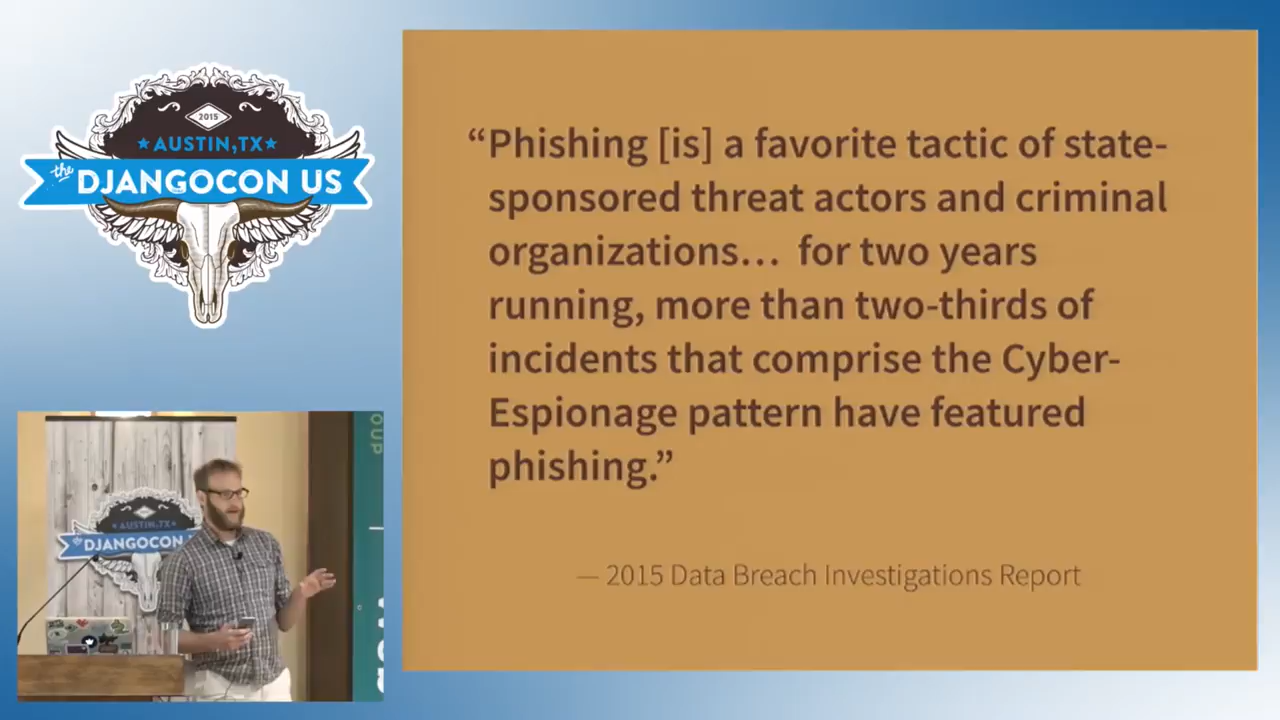 2015
AUSTIN,TX
the
DJANGOCON US
“Phishing [is] a favorite tactic of state-
sponsored threat actors and criminal
organizations… for two years
running, more than two-thirds of
incidents that comprise the Cyber-
Espionage pattern have featured
phishing.”
— 2015 Data Breach Investigations Report
AUSTIN,TX
the
DJANGOCON
OUP